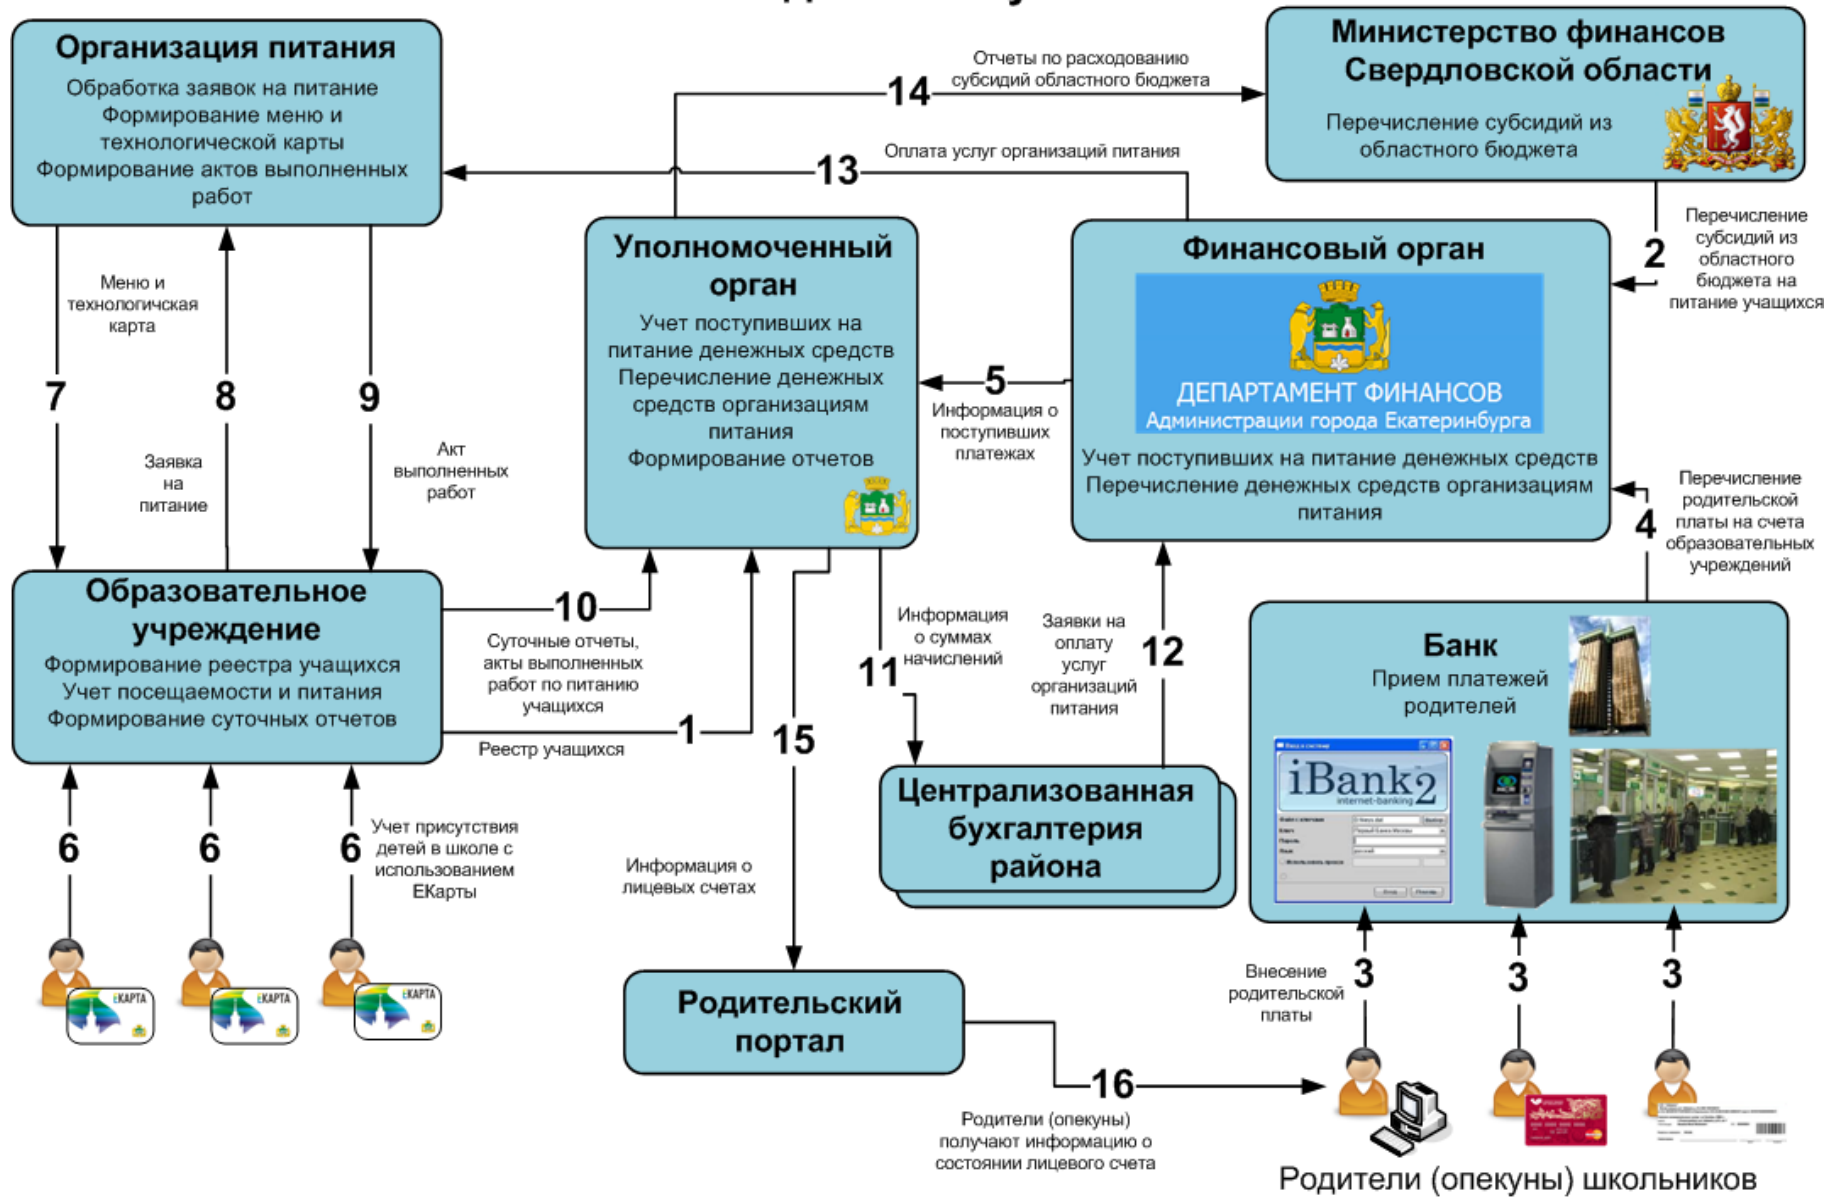 Организация питания
Обработка заявок на питание
Формирование меню и
технологической карты
Формирование актов выполненных
работ
14
Отчеты по расходованию
субсидий областного бюджета
Министерство финансов
Свердловской области
Перечисление субсидий из
областного бюджета
13
Оплата услуг организаций питания
2
Перечисление
субсидий из
областного
бюджета на
питание учащихся
7
Меню и
технологичская
карта
8
Заявка
на
питание
9
Акт
выполненных
работ
Уполномоченный
орган
Учет поступивших на
питание денежных средств
Перечисление денежных
средств организациям
питания
Формирование отчетов
5
Информация о
поступивших
платежах
Финансовый орган
ДЕПАРТАМЕНТ ФИНАНСОВ
Администрации города Екатеринбурга
Учет поступивших на питание денежных средств
Перечисление денежных средств организациям
питания
4
Перечисление
родительской
платы на счета
образовательных
учреждений
Образовательное
учреждение
Формирование реестра учащихся
Учет посещаемости и питания
Формирование суточных отчетов
10
Суточные отчеты,
акты выполненных
работ по питанию
учащихся
1
Реестр учащихся
15
Информация о
лицевых счетах
11
Информация
о суммах
начислений
12
Заявки на
оплату
услуг
организаций
питания
Банк
Прием платежей
родителей
iBank2
internet-banking
Централизованная
бухгалтерия
района
6
6
6
Учет присутствия
детей в школе с
использованием
ЕКарты
ЕКАРТА
ЕКАРТА
ЕКАРТА
Родительский
портал
16
Родители (опекуны)
получают информацию о
состоянии лицевого счета
3
3
3
Внесение
родительской
платы
Родители (опекуны) школьников